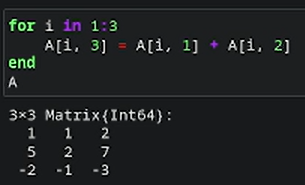 for i in 1:3
    A[i, 3] = A[i, 1] + A[i, 2]
end
A
3×3 Matrix{Int64}:
  1   1   2
  5   2   7
 -2  -1  -3